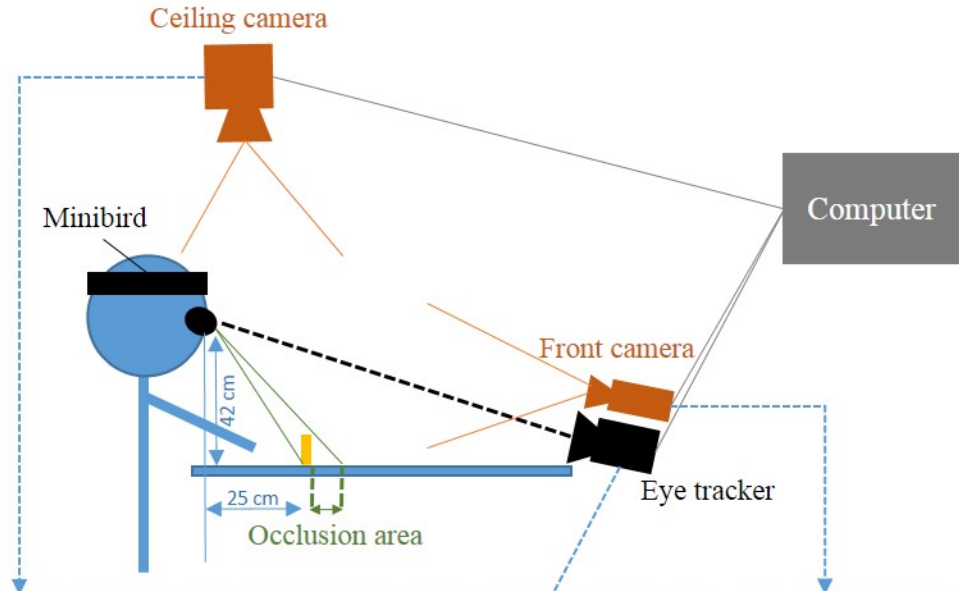 Ceiling camera
Minibird
Computer
Front camera
42 cm
25 cm
Eye tracker
Occlusion area